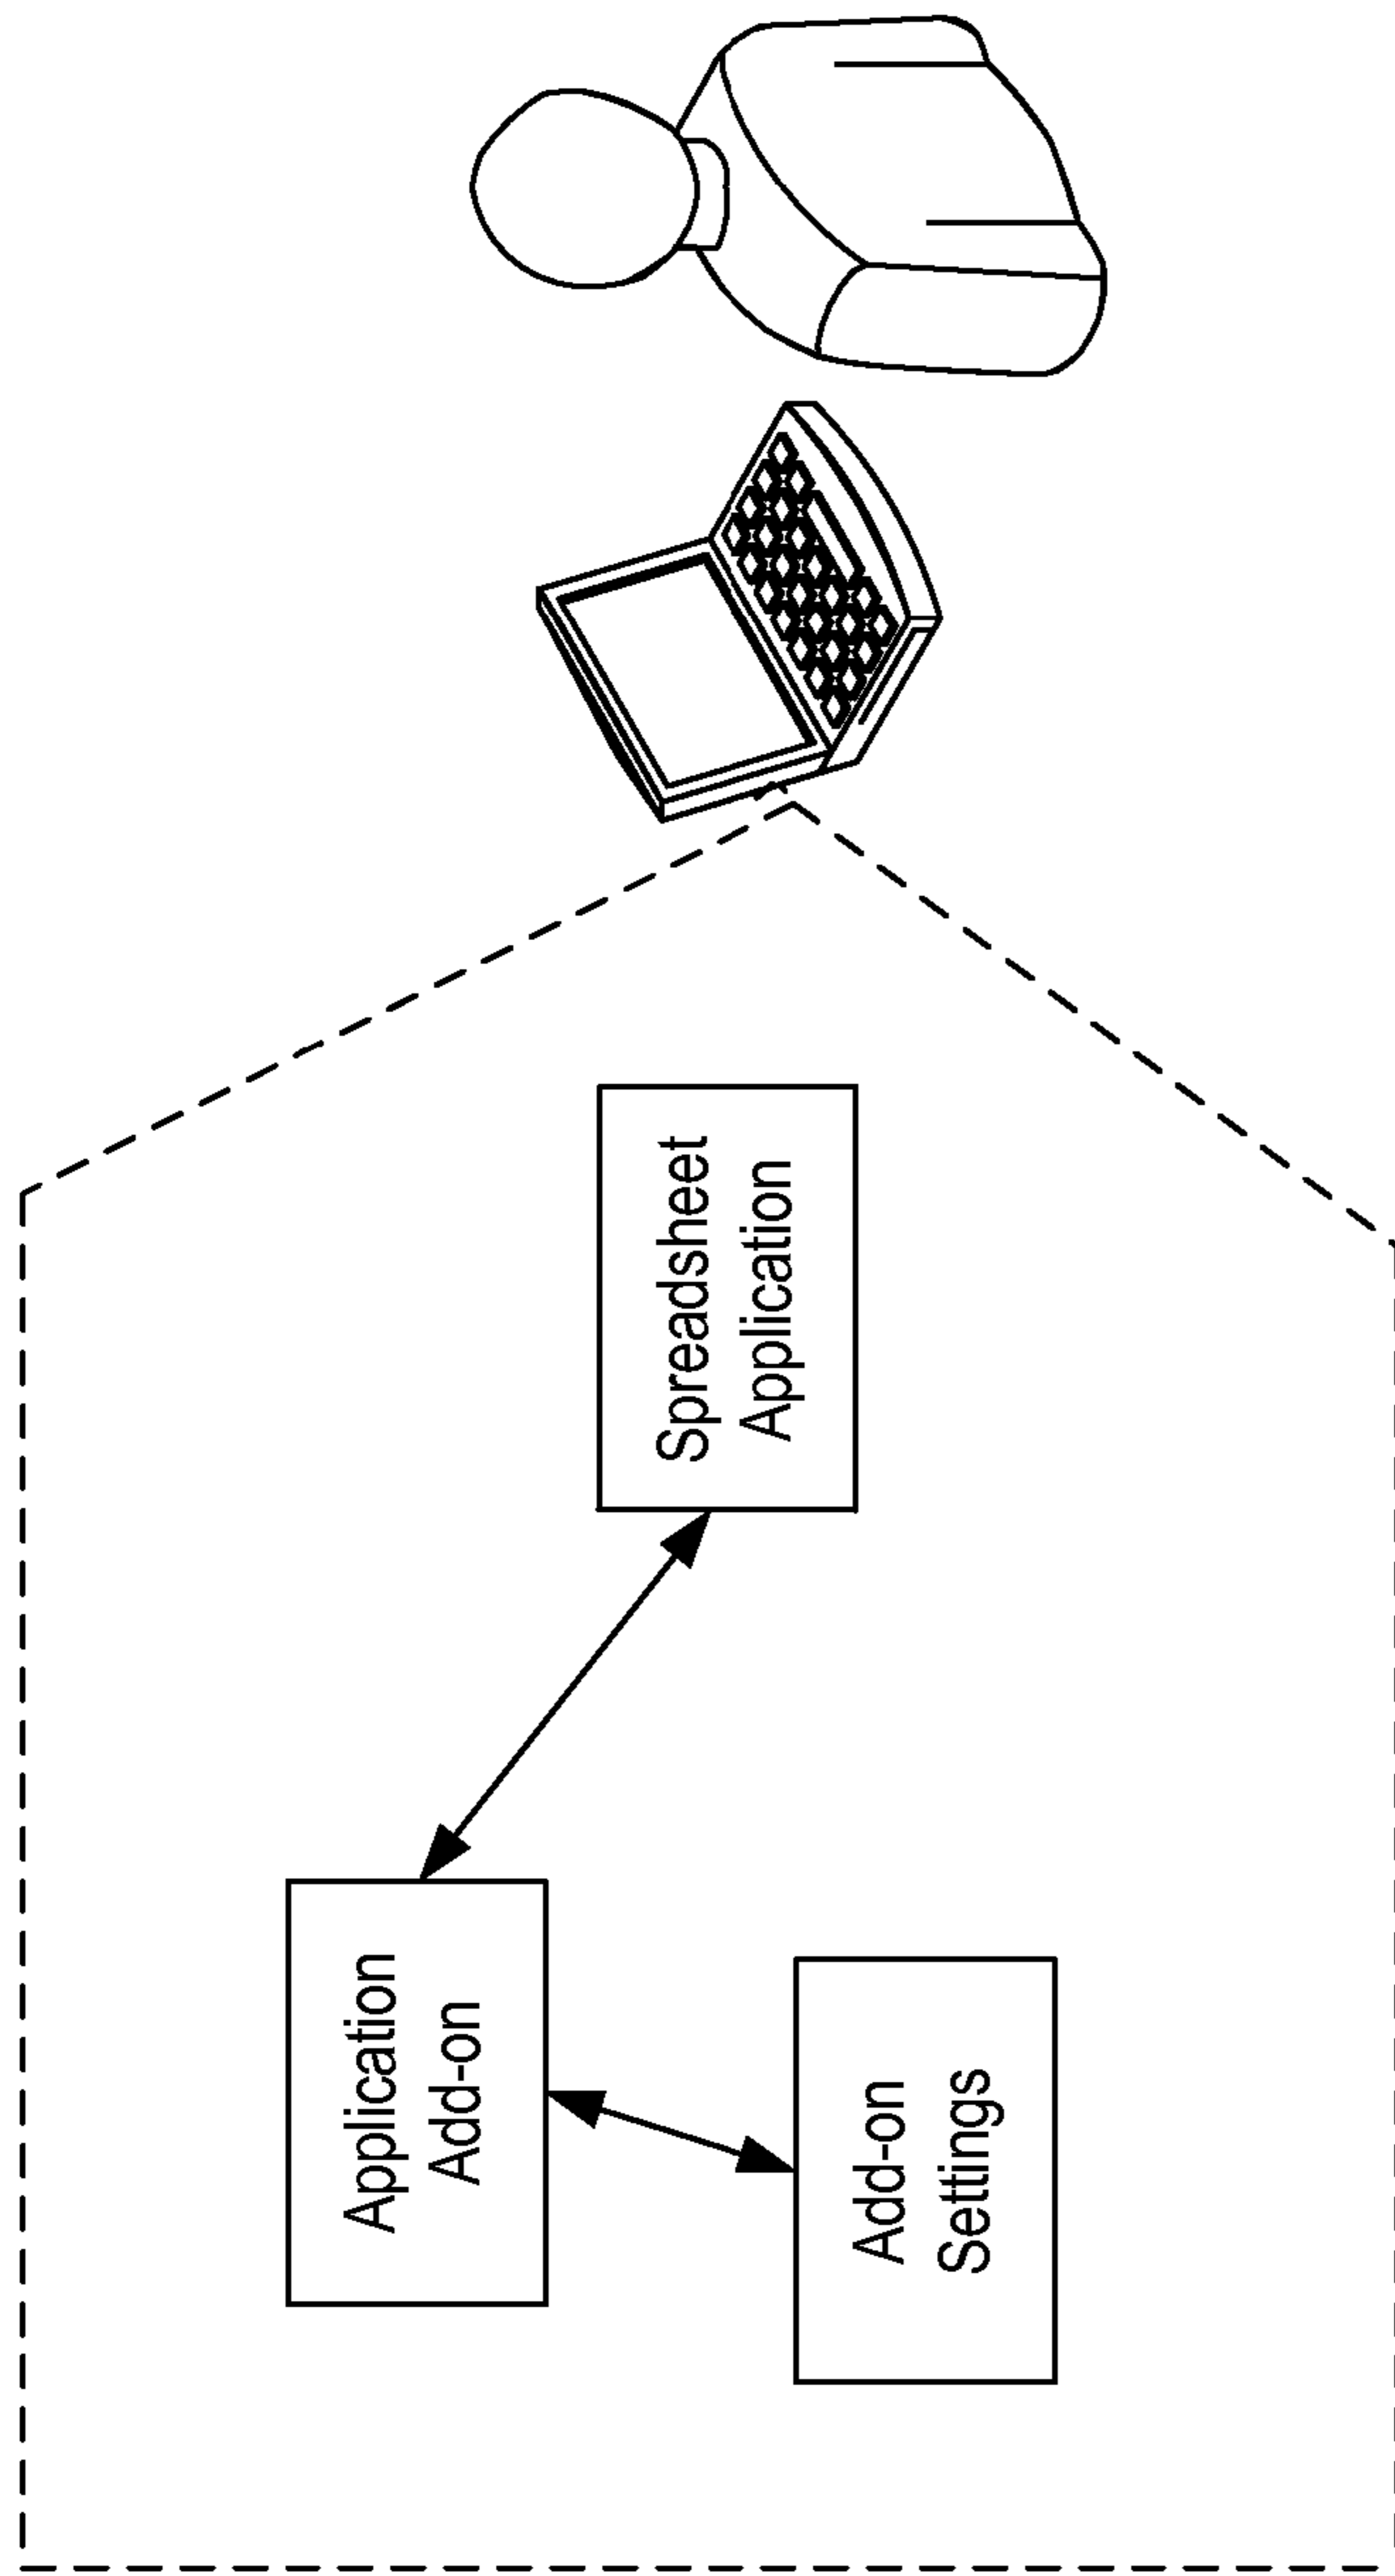 Application
Add-on
Add-on
Settings
Spreadsheet
Application